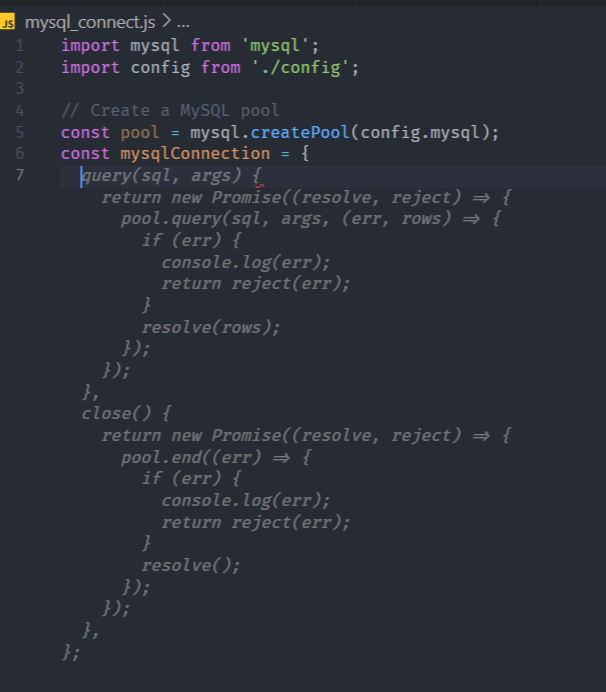 JS mysql_connect.js > ...
1 import mysql from 'mysql';
2 import config from './config';
3
4 // Create a MySQL pool
5 const pool = mysql.createPool(config.mysql);
6 const mysqlConnection = {
7   query(sql, args) {
    return new Promise((resolve, reject) => {
      pool.query(sql, args, (err, rows) => {
        if (err) {
          console.log(err);
          return reject(err);
        }
        resolve(rows);
      });
    });
  },
  close() {
    return new Promise((resolve, reject) => {
      pool.end((err) => {
        if (err) {
          console.log(err);
          return reject(err);
        }
        resolve();
      });
    });
  },
};